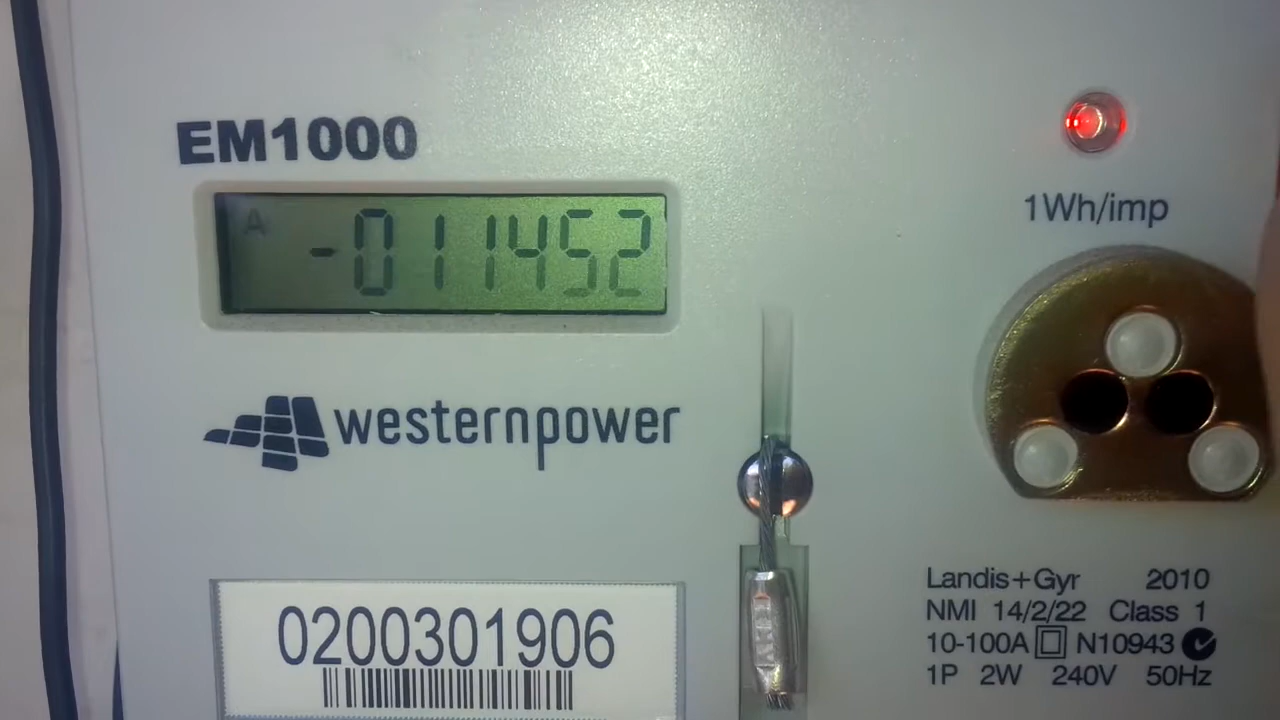 EM1000
A -011452
westernpower
0200301906
1Wh/imp
Landis+Gyr 2010
NMI 14/2/22 Class 1
10-100A N10943
1P 2W 240V 50Hz